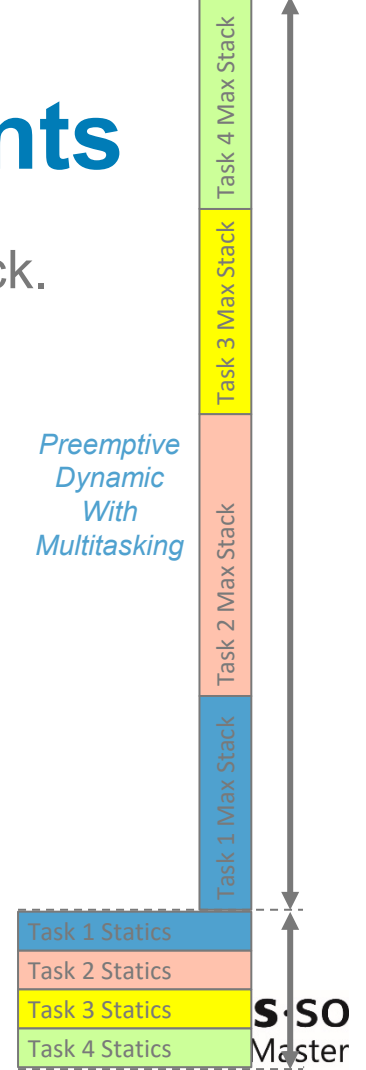 nts
ck.
Task 4 Max Stack
Task 3 Max Stack
Preemptive
Dynamic
With
Multitasking
Task 2 Max Stack
Task 1 Max Stack
Task 1 Statics
Task 2 Statics
Task 3 Statics
Task 4 Statics
s·so
Master